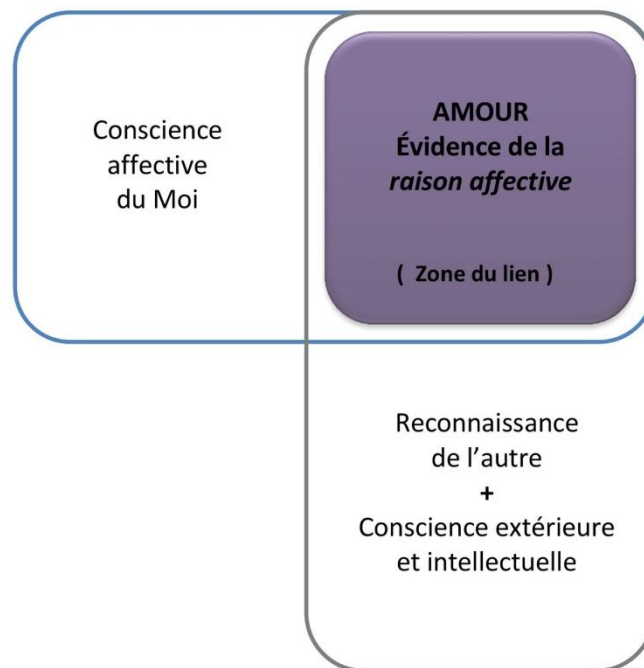 Conscience
affective
du Moi
AMOUR
Évidence de la
raison affective
( Zone du lien )
Reconnaissance
de l’autre
+
Conscience extérieure
et intellectuelle